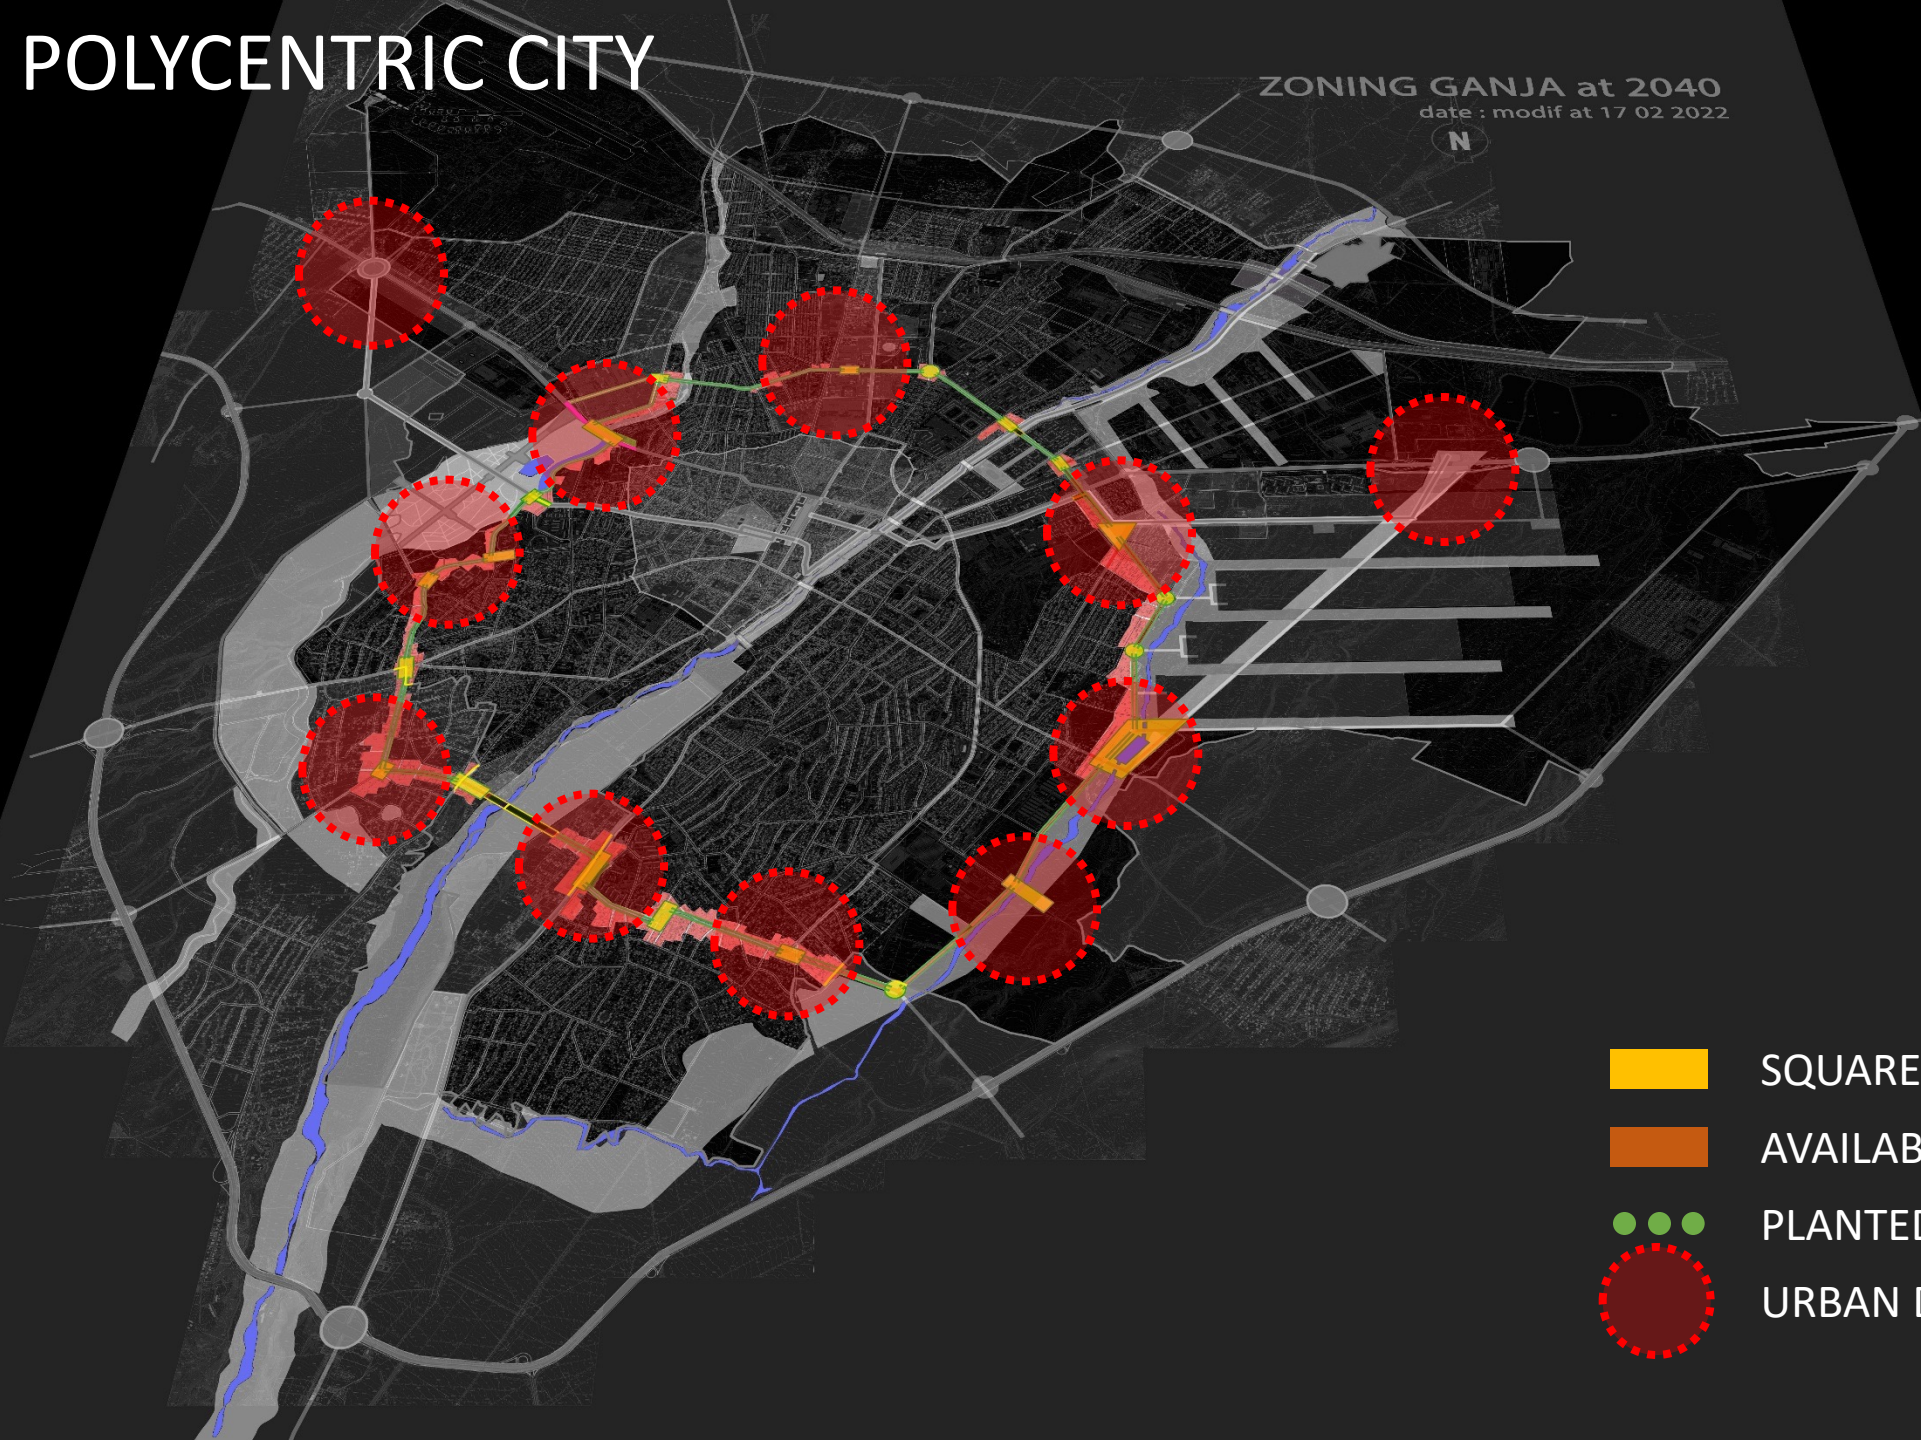 POLYCENTRIC CITY
ZONING GANJA at 2040
date : modif at 17 02 2022
N
SQUARE
AVAILAB
PLANTED
URBAN